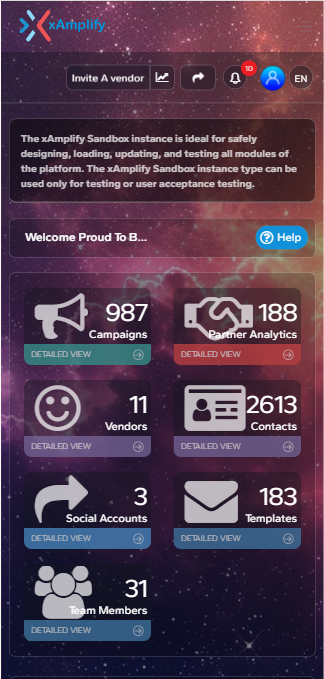 xAmplify
Invite A vendor
10
EN
The xAmplify Sandbox instance is ideal for safely
designing, loading, updating, and testing all modules of
the platform. The xAmplify Sandbox instance type can be
used only for testing or user acceptance testing.
Welcome Proud To B...
Help
987
Campaigns
DETAILED VIEW
188
Partner Analytics
DETAILED VIEW
11
Vendors
DETAILED VIEW
2613
Contacts
DETAILED VIEW
3
Social Accounts
DETAILED VIEW
183
Templates
DETAILED VIEW
31
Team Members
DETAILED VIEW